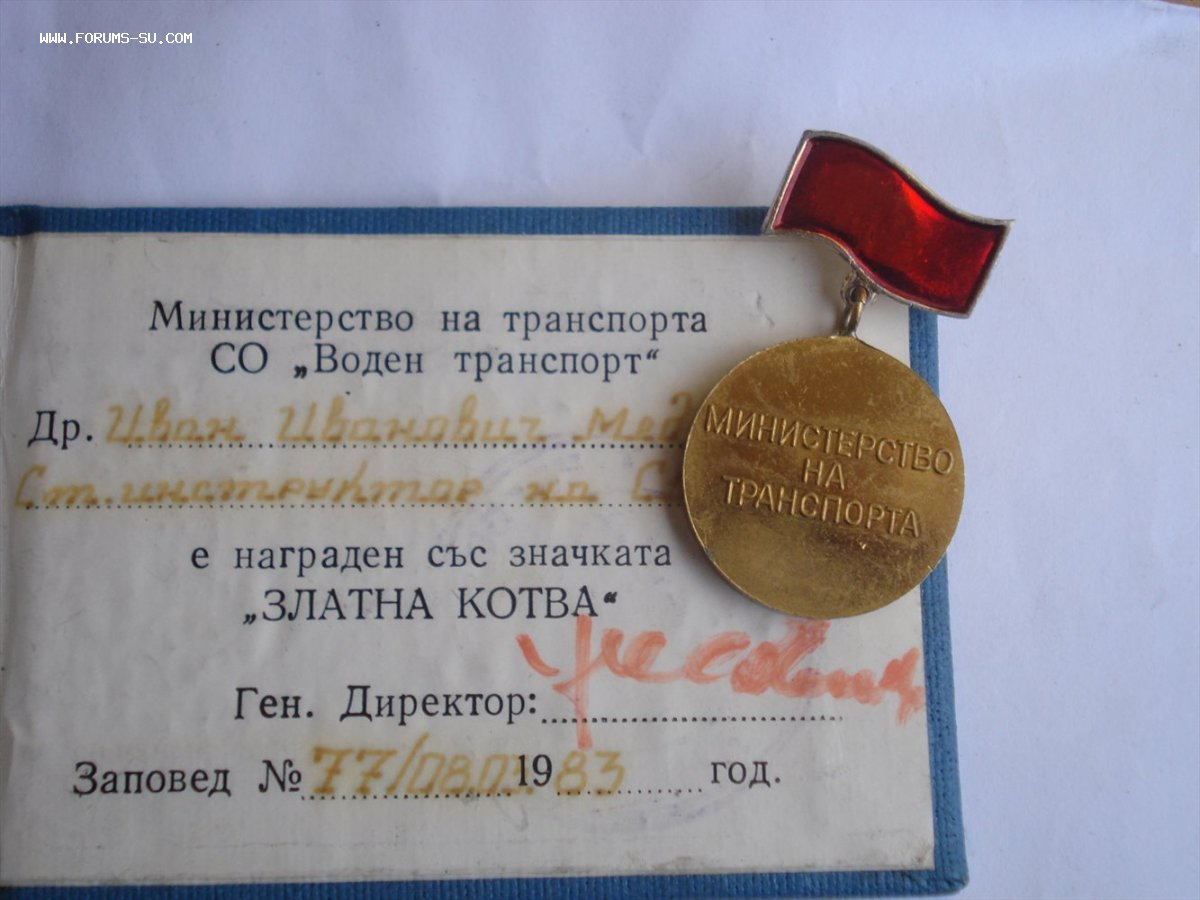 WWW.FORUMS-SU.COM
Министерство на транспорта
СО „Воден транспорт“
Др. Иван Иванович
Ст. инструктор на
е награден със значката
„ЗЛАТНА КОТВА“
Ген. Директор:
Заповед № 77/08.03 1983 год.
МИНИСТЕРСТВО
НА
ТРАНСПОРТА